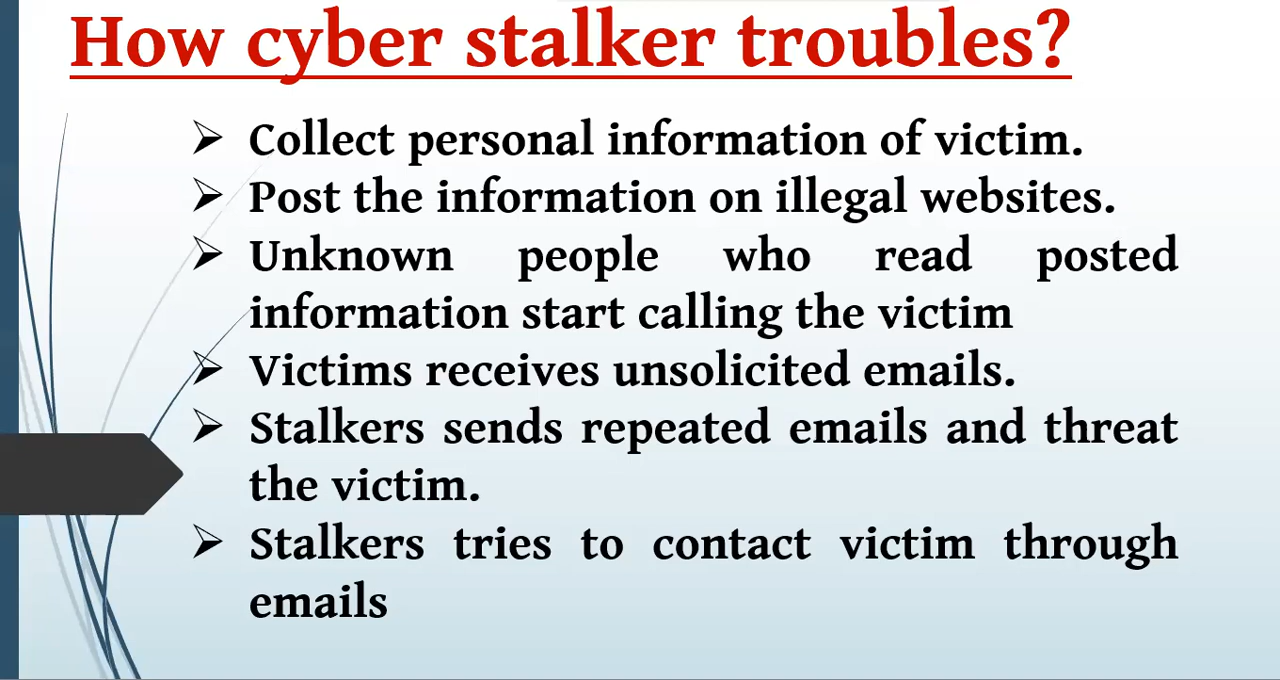 How cyber stalker troubles?
➢ Collect personal information of victim.
➢ Post the information on illegal websites.
➢ Unknown people who read posted
information start calling the victim
➢ Victims receives unsolicited emails.
➢ Stalkers sends repeated emails and threat
the victim.
➢ Stalkers tries to contact victim through
emails